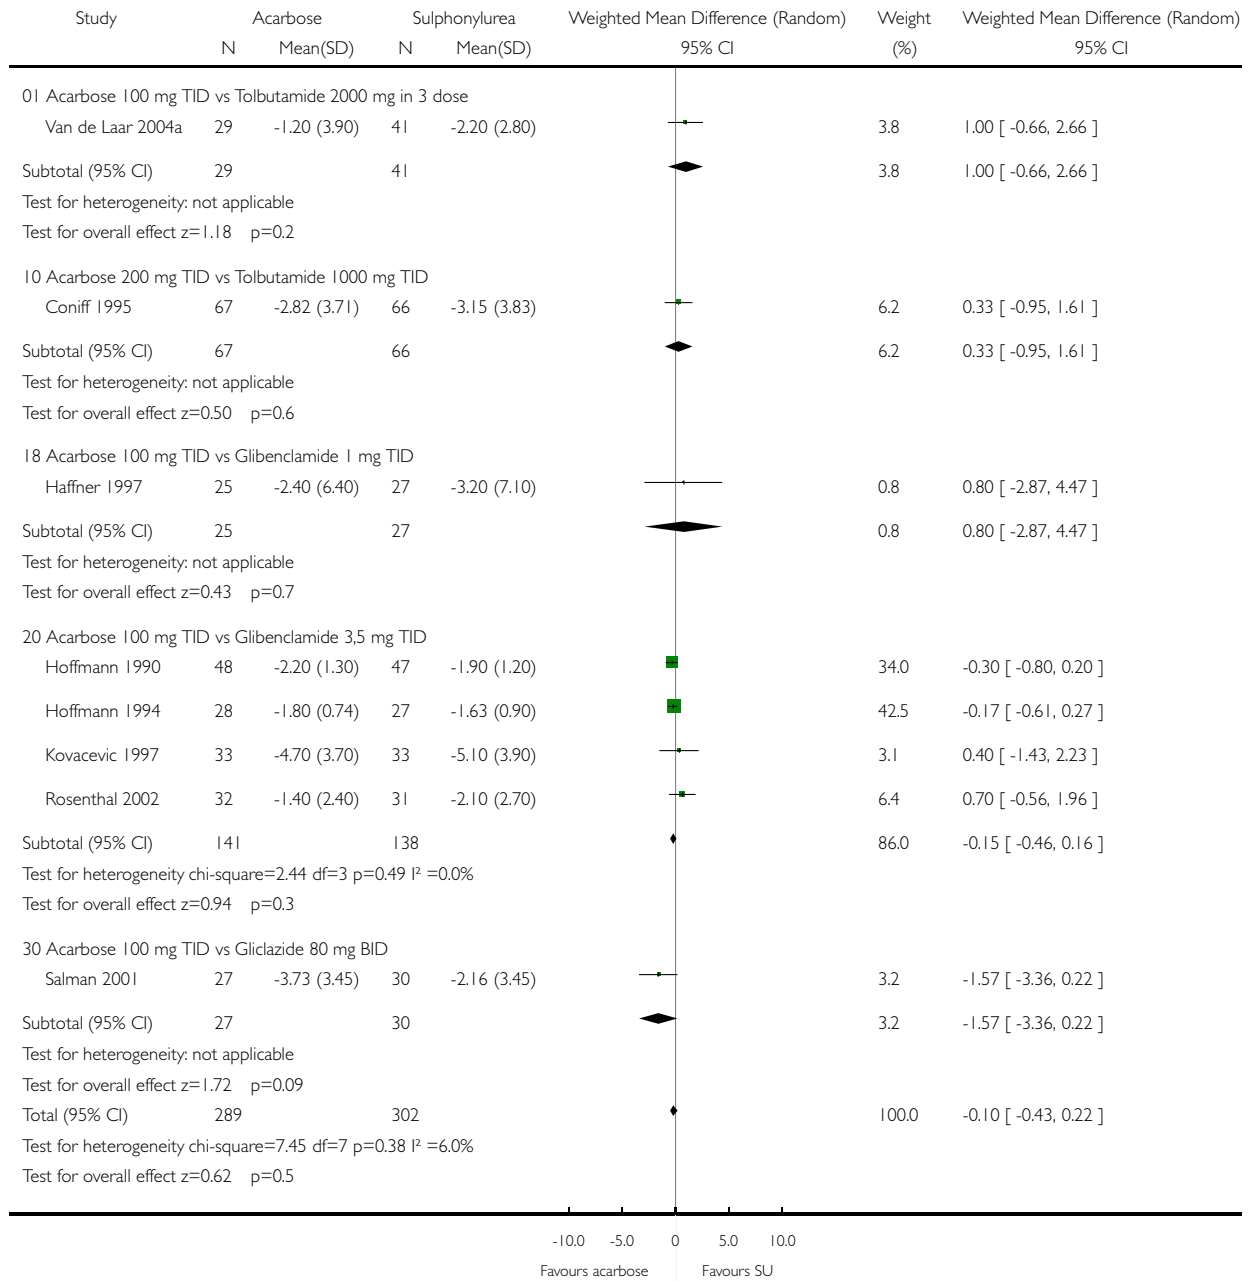 Study Acarbose Sulphonylurea Weighted Mean Difference (Random) Weight Weighted Mean Difference (Random)
N Mean(SD) N Mean(SD) 95% CI (%) 95% CI
01 Acarbose 100 mg TID vs Tolbutamide 2000 mg in 3 dose
Van de Laar 2004a 29 -1.20 (3.90) 41 -2.20 (2.80) 3.8 1.00 [ -0.66, 2.66 ]
Subtotal (95% CI) 29 41 3.8 1.00 [ -0.66, 2.66 ]
Test for heterogeneity: not applicable
Test for overall effect z=1.18 p=0.2
10 Acarbose 200 mg TID vs Tolbutamide 1000 mg TID
Coniff 1995 67 -2.82 (3.71) 66 -3.15 (3.83) 6.2 0.33 [ -0.95, 1.61 ]
Subtotal (95% CI) 67 66 6.2 0.33 [ -0.95, 1.61 ]
Test for heterogeneity: not applicable
Test for overall effect z=0.50 p=0.6
18 Acarbose 100 mg TID vs Glibenclamide 1 mg TID
Haffner 1997 25 -2.40 (6.40) 27 -3.20 (7.10) 0.8 0.80 [ -2.87, 4.47 ]
Subtotal (95% CI) 25 27 0.8 0.80 [ -2.87, 4.47 ]
Test for heterogeneity: not applicable
Test for overall effect z=0.43 p=0.7
20 Acarbose 100 mg TID vs Glibenclamide 3,5 mg TID
Hoffmann 1990 48 -2.20 (1.30) 47 -1.90 (1.20) 34.0 -0.30 [ -0.80, 0.20 ]
Hoffmann 1994 28 -1.80 (0.74) 27 -1.63 (0.90) 42.5 -0.17 [ -0.61, 0.27 ]
Kovacevic 1997 33 -4.70 (3.70) 33 -5.10 (3.90) 3.1 0.40 [ -1.43, 2.23 ]
Rosenthal 2002 32 -1.40 (2.40) 31 -2.10 (2.70) 6.4 0.70 [ -0.56, 1.96 ]
Subtotal (95% CI) 141 138 86.0 -0.15 [ -0.46, 0.16 ]
Test for heterogeneity chi-square=2.44 df=3 p=0.49 I² =0.0%
Test for overall effect z=0.94 p=0.3
30 Acarbose 100 mg TID vs Gliclazide 80 mg BID
Salman 2001 27 -3.73 (3.45) 30 -2.16 (3.45) 3.2 -1.57 [ -3.36, 0.22 ]
Subtotal (95% CI) 27 30 3.2 -1.57 [ -3.36, 0.22 ]
Test for heterogeneity: not applicable
Test for overall effect z=1.72 p=0.09
Total (95% CI) 289 302 100.0 -0.10 [ -0.43, 0.22 ]
Test for heterogeneity chi-square=7.45 df=7 p=0.38 I² =6.0%
Test for overall effect z=0.62 p=0.5
-10.0 -5.0 0 5.0 10.0
Favours acarbose Favours SU